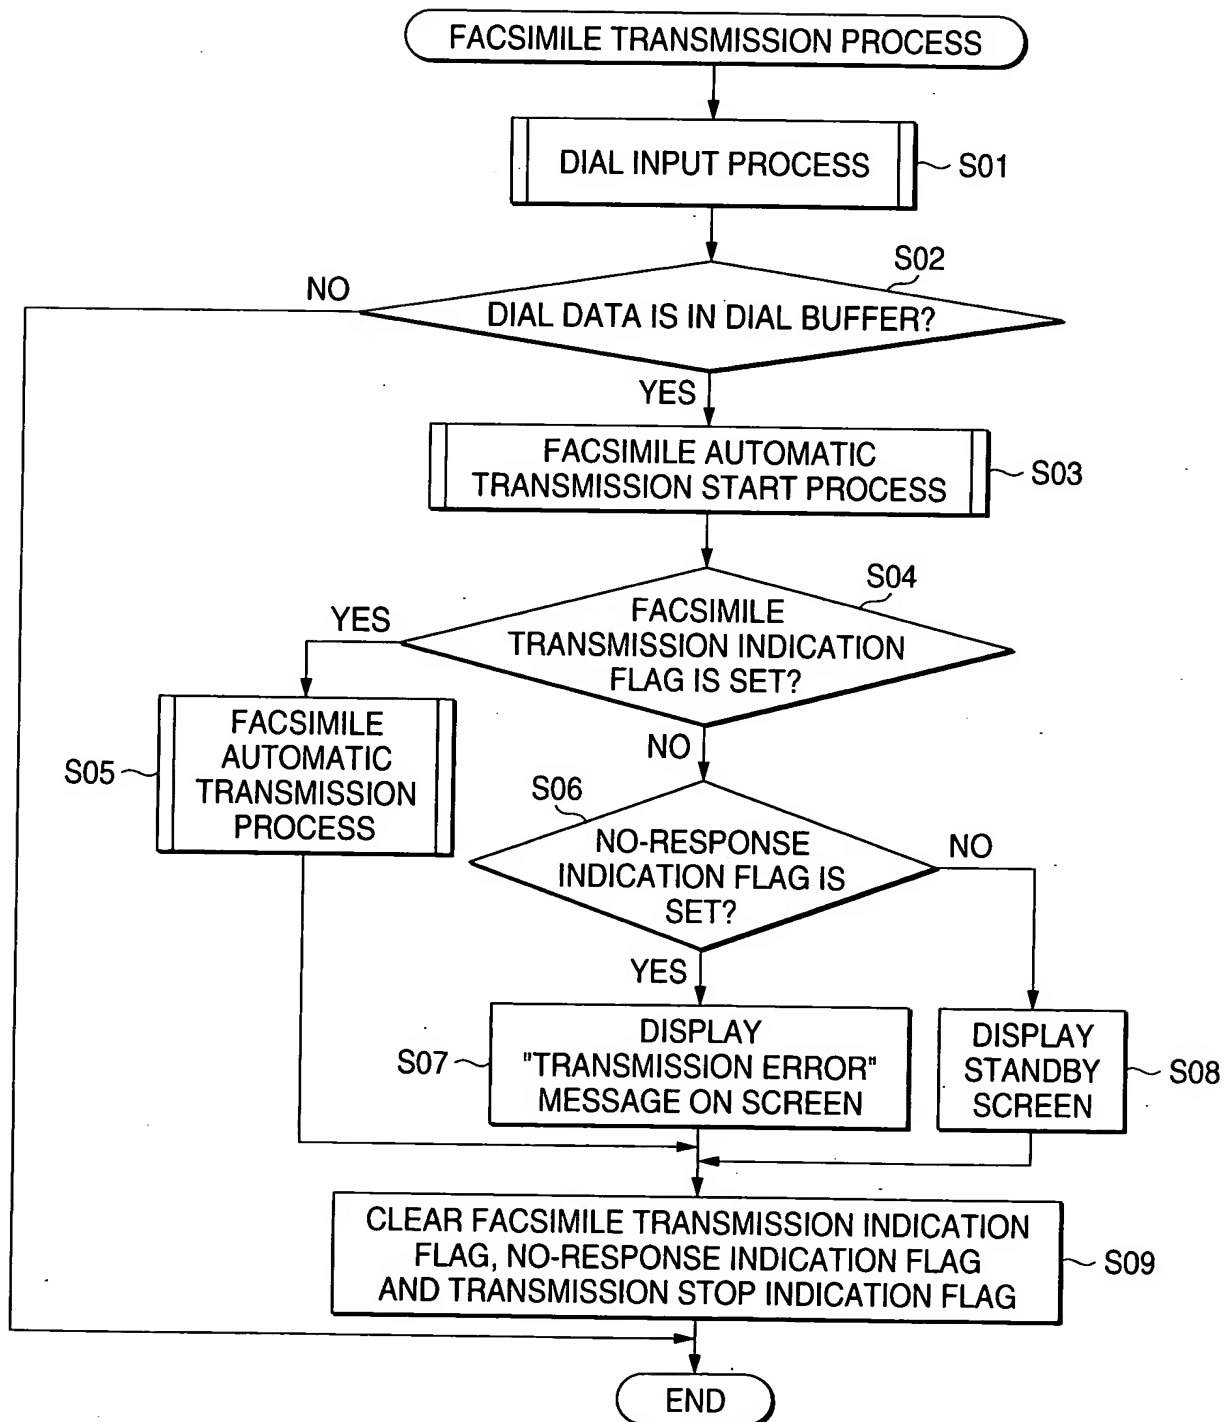 FACSIMILE TRANSMISSION PROCESS
DIAL INPUT PROCESS
S01
S02
NO
DIAL DATA IS IN DIAL BUFFER?
YES
FACSIMILE AUTOMATIC
TRANSMISSION START PROCESS
S03
S04
YES
FACSIMILE
TRANSMISSION INDICATION
FLAG IS SET?
NO
S05
FACSIMILE
AUTOMATIC
TRANSMISSION
PROCESS
S06
NO-RESPONSE
INDICATION FLAG IS
SET?
NO
YES
S07
DISPLAY
"TRANSMISSION ERROR"
MESSAGE ON SCREEN
DISPLAY
STANDBY
SCREEN
S08
CLEAR FACSIMILE TRANSMISSION INDICATION
FLAG, NO-RESPONSE INDICATION FLAG
AND TRANSMISSION STOP INDICATION FLAG
S09
END